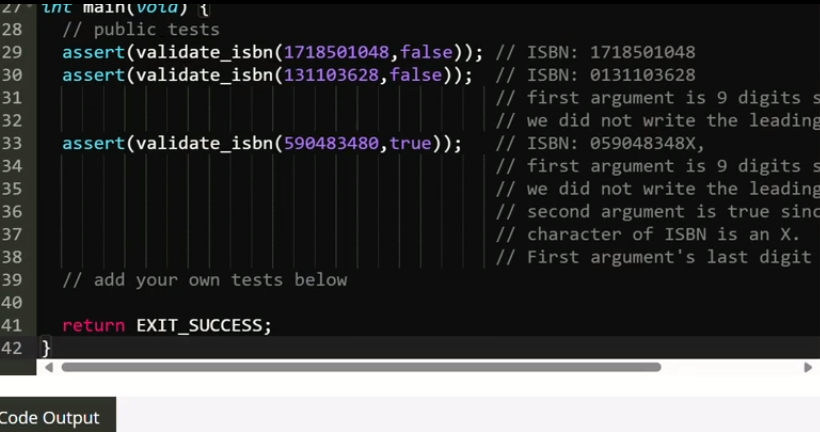 27 int main(void) {
28 // public tests
29 assert(validate_isbn(1718501048,false)); // ISBN: 1718501048
30 assert(validate_isbn(131103628,false)); // ISBN: 0131103628
31 // first argument is 9 digits s
32 // we did not write the leading
33 assert(validate_isbn(590483480,true)); // ISBN: 059048348X,
34 // first argument is 9 digits s
35 // we did not write the leading
36 // second argument is true sinc
37 // character of ISBN is an X.
38 // First argument's last digit
39 // add your own tests below
40
41 return EXIT_SUCCESS;
42 }
Code Output